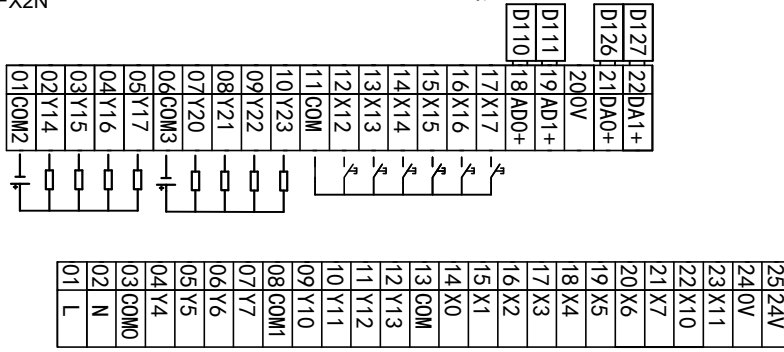 -X2N
D110
D111
D126
D127
01 COM2
02 Y14
03 Y15
04 Y16
05 Y17
06 COM3
07 Y20
08 Y21
09 Y22
10 Y23
11 COM
12 X12
13 X13
14 X14
15 X15
16 X16
17 X17
18 AD0+
19 AD1+
20 0V
21 DA0+
22 DA1+
01 L
02 N
03 COM0
04 Y4
05 Y5
06 Y6
07 Y7
08 COM1
09 Y10
10 Y11
11 Y12
12 Y13
13 COM
14 X0
15 X1
16 X2
17 X3
18 X4
19 X5
20 X6
21 X7
22 X10
23 X11
24 0V
25 24V